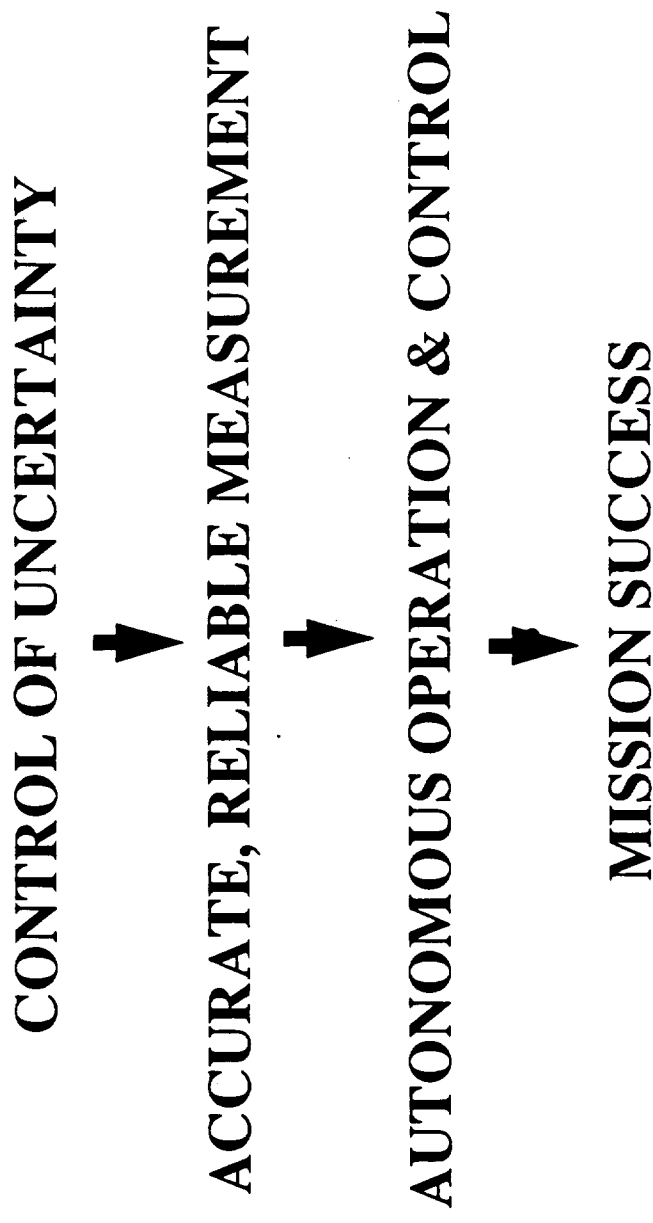 CONTROL OF UNCERTAINTY
ACCURATE, RELIABLE MEASUREMENT
AUTONOMOUS OPERATION & CONTROL
MISSION SUCCESS